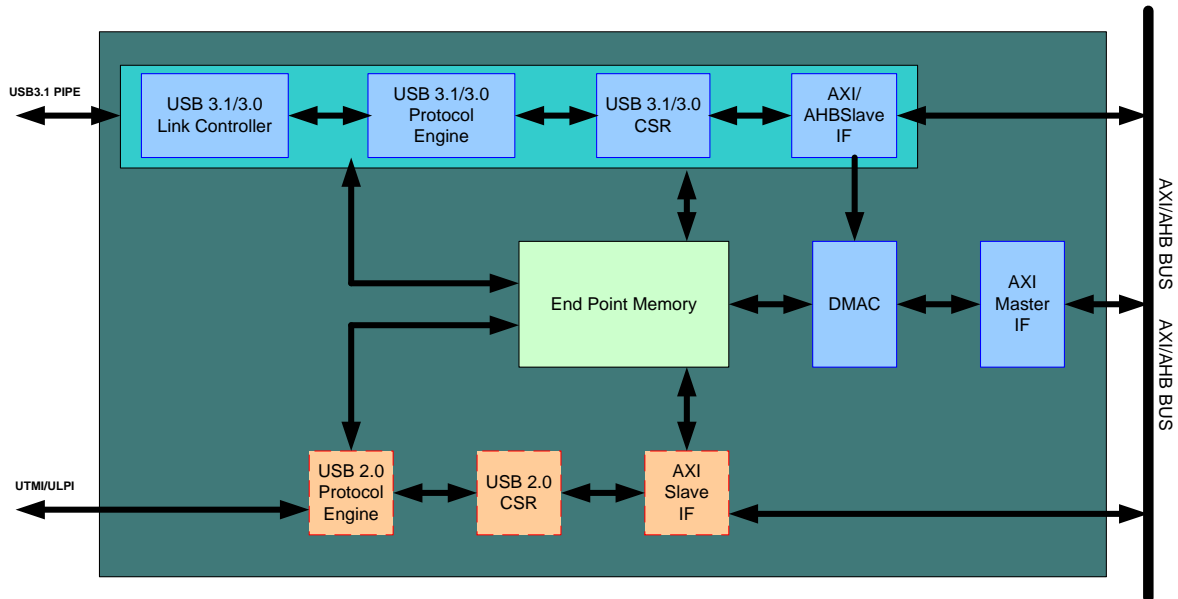 USB3.1 PIPE
USB 3.1/3.0
Link Controller
USB 3.1/3.0
Protocol
Engine
USB 3.1/3.0
CSR
AXI/
AHBSlave
IF
AXI/AHB BUS
End Point Memory
DMAC
AXI
Master
IF
AXI/AHB BUS
UTMI/ULPI
USB 2.0
Protocol
Engine
USB 2.0
CSR
AXI
Slave
IF